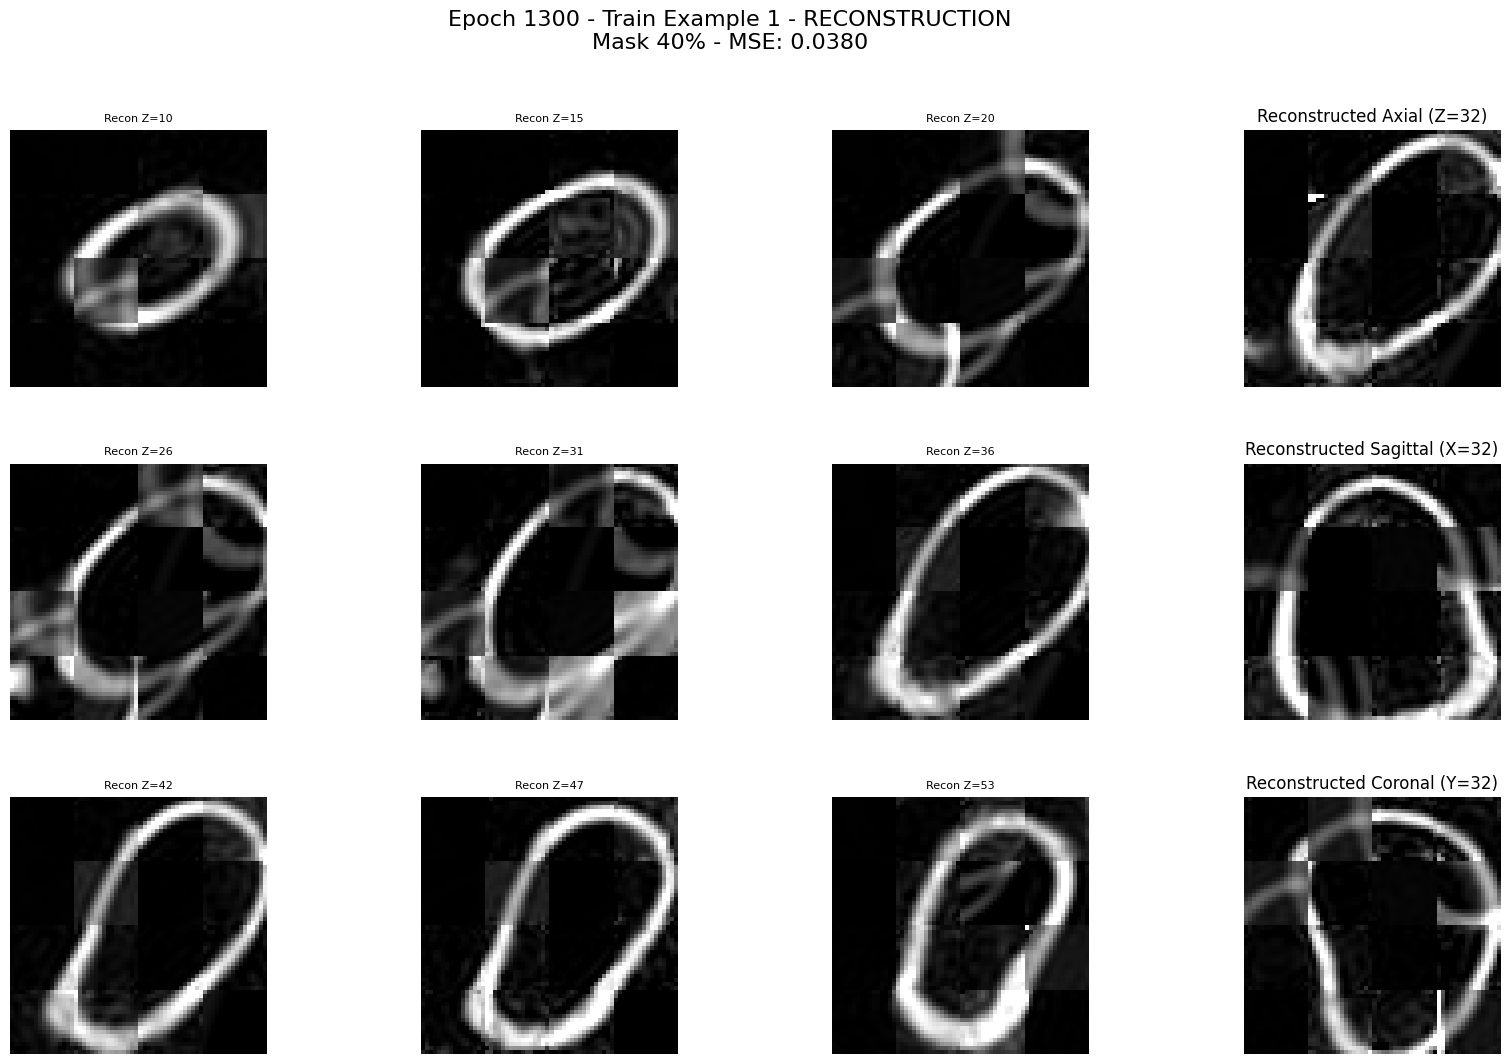 Epoch 1300 - Train Example 1 - RECONSTRUCTION
Mask 40% - MSE: 0.0380
Recon Z=10
Recon Z=15
Recon Z=20
Reconstructed Axial (Z=32)
Recon Z=26
Recon Z=31
Recon Z=36
Reconstructed Sagittal (X=32)
Recon Z=42
Recon Z=47
Recon Z=53
Reconstructed Coronal (Y=32)